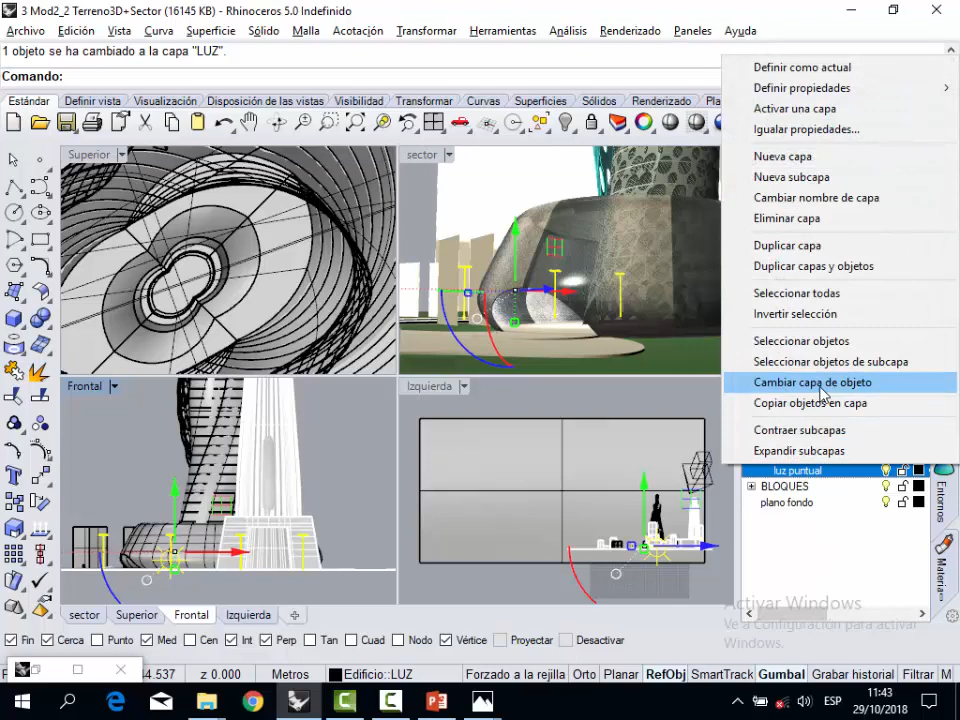 3 Mod2_2 Terreno3D+Sector (16145 KB) - Rhinoceros 5.0 Indefinido
Archivo Edición Vista Curva Superficie Sólido Malla Acotación Transformar Herramientas Análisis Renderizado Paneles Ayuda
1 objeto se ha cambiado a la capa "LUZ".
Comando:
Estándar Definir vista Visualización Disposición de las vistas Visibilidad Transformar Curvas Superficies Sólidos Renderizado Pla
Superior
sector
Frontal
Izquierda
Definir como actual
Definir propiedades
Activar una capa
Igualar propiedades...
Nueva capa
Nueva subcapa
Cambiar nombre de capa
Eliminar capa
Duplicar capa
Duplicar capas y objetos
Seleccionar todas
Invertir selección
Seleccionar objetos
Seleccionar objetos de subcapa
Cambiar capa de objeto
Copiar objetos en capa
Contraer subcapas
Expandir subcapas
luz puntual
BLOQUES
plano fondo
Entornos
Materia
Activar Windows
Ve a Configuración para activar
Windows.
sector Superior Frontal Izquierda
Fin Cerca Punto Med Cen Int Perp Tan Cuad Nodo Vértice Proyectar Desactivar
44.537 z 0.000 Metros Edificio::LUZ Forzado a la rejilla Orto Planar RefObj SmartTrack Gumbal Grabar historial Filtrar M
ESP
11:43
29/10/2018